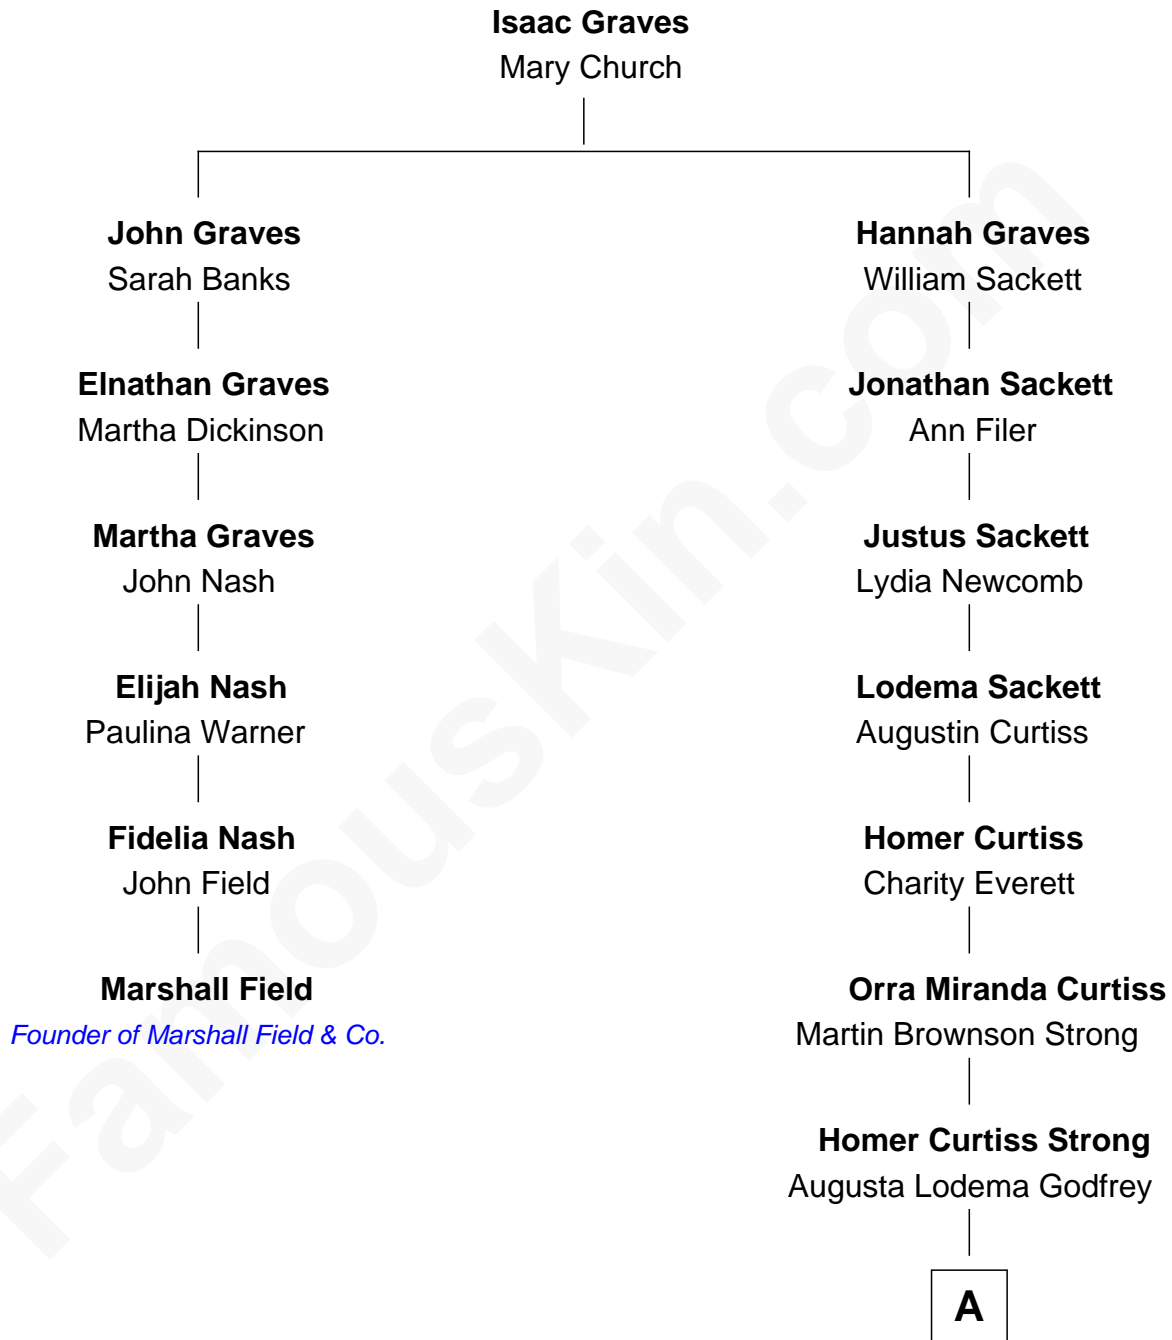 Isaac Graves
Mary Church
John Graves
Sarah Banks
Hannah Graves
William Sackett
Elnathan Graves
Martha Dickinson
Jonathan Sackett
Ann Filer
Martha Graves
John Nash
Justus Sackett
Lydia Newcomb
Elijah Nash
Paulina Warner
Lodema Sackett
Augustin Curtiss
Fidelia Nash
John Field
Homer Curtiss
Charity Everett
Marshall Field
Founder of Marshall Field & Co.
Orra Miranda Curtiss
Martin Brownson Strong
Homer Curtiss Strong
Augusta Lodema Godfrey
A
FamousKin.com